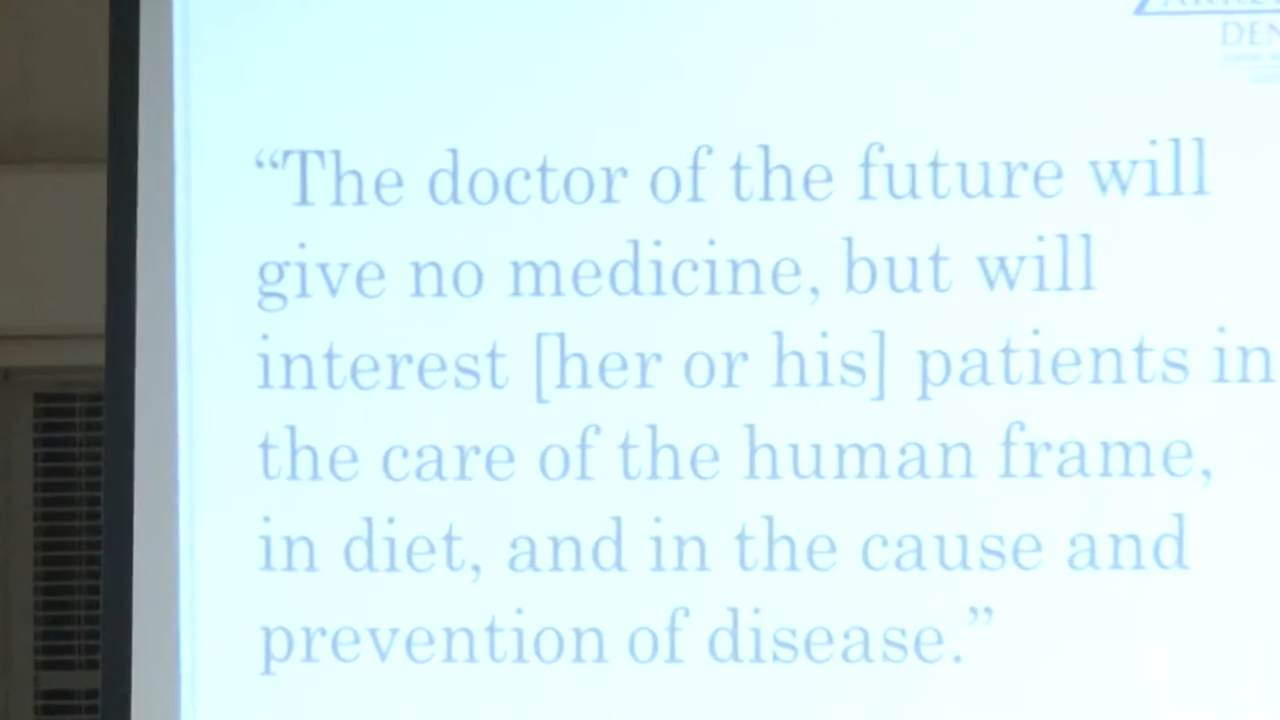 DEN
“The doctor of the future will
give no medicine, but will
interest [her or his] patients in
the care of the human frame,
in diet, and in the cause and
prevention of disease.”